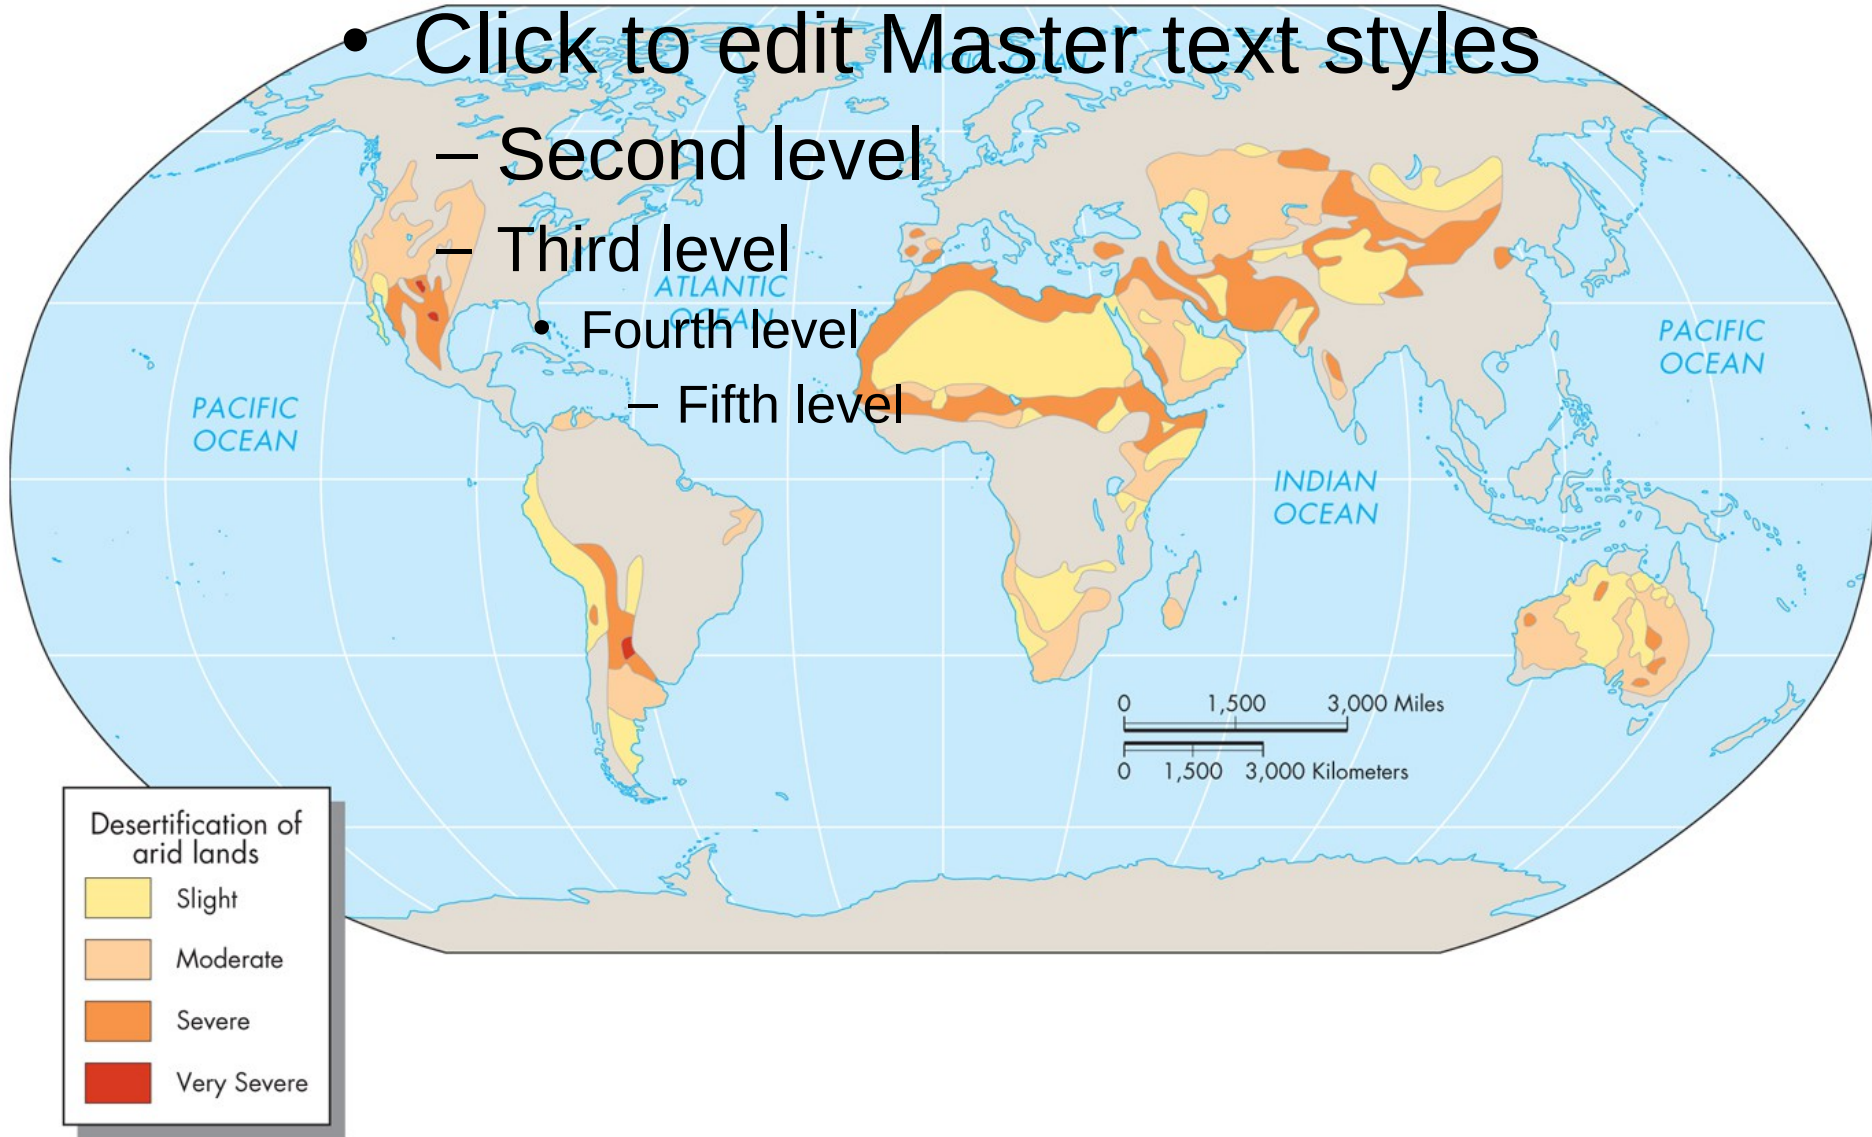 • Click to edit Master text styles
ARCTIC OCEAN
– Second level
– Third level
ATLANTIC
OCEAN
• Fourth level
– Fifth level
PACIFIC
OCEAN
PACIFIC
OCEAN
INDIAN
OCEAN
0 1,500 3,000 Miles
0 1,500 3,000 Kilometers
Desertification of
arid lands
Slight
Moderate
Severe
Very Severe